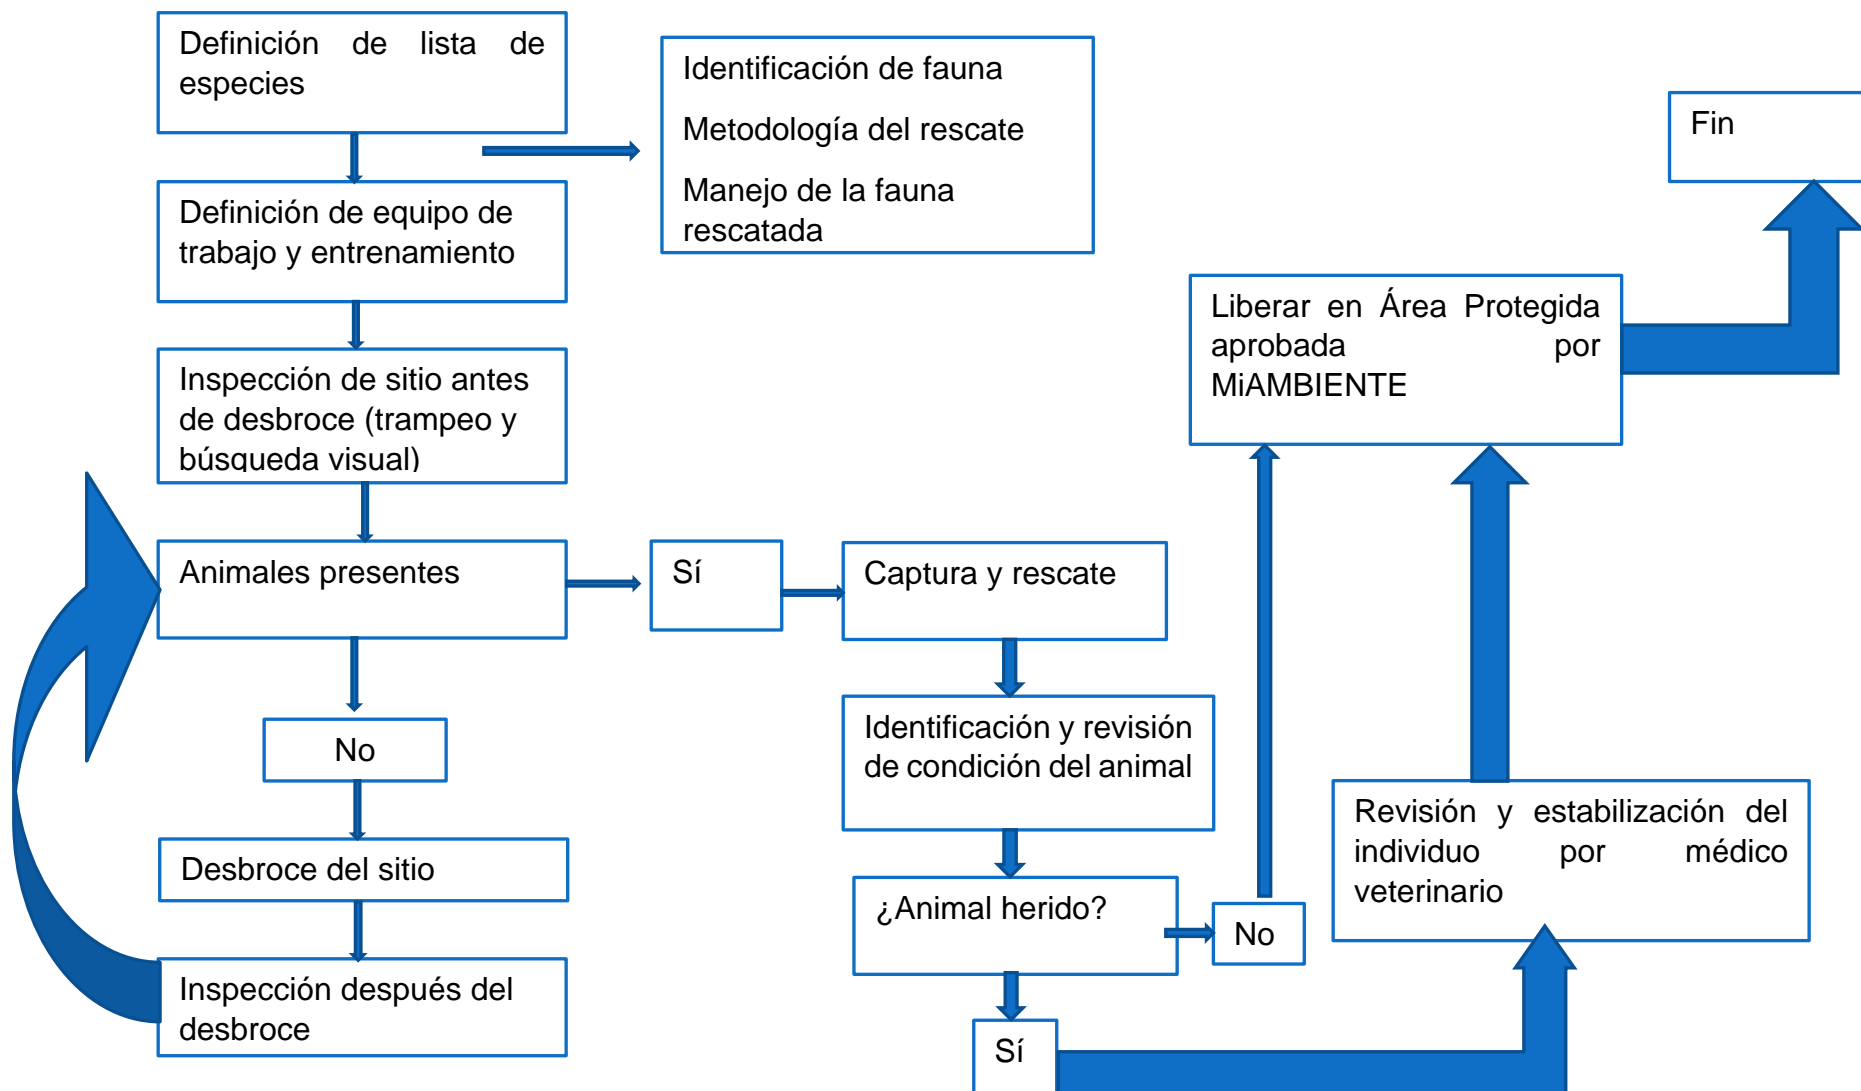 Definición de lista de
especies
Identificación de fauna
Metodología del rescate
Manejo de la fauna
rescatada
Fin
Definición de equipo de
trabajo y entrenamiento
Liberar en Área Protegida
aprobada por
MiAMBIENTE
Inspección de sitio antes
de desbroce (trampeo y
búsqueda visual)
Animales presentes
Sí
Captura y rescate
No
Identificación y revisión
de condición del animal
Desbroce del sitio
Revisión y estabilización del
individuo por médico
veterinario
¿Animal herido?
No
Inspección después del
desbroce
Sí